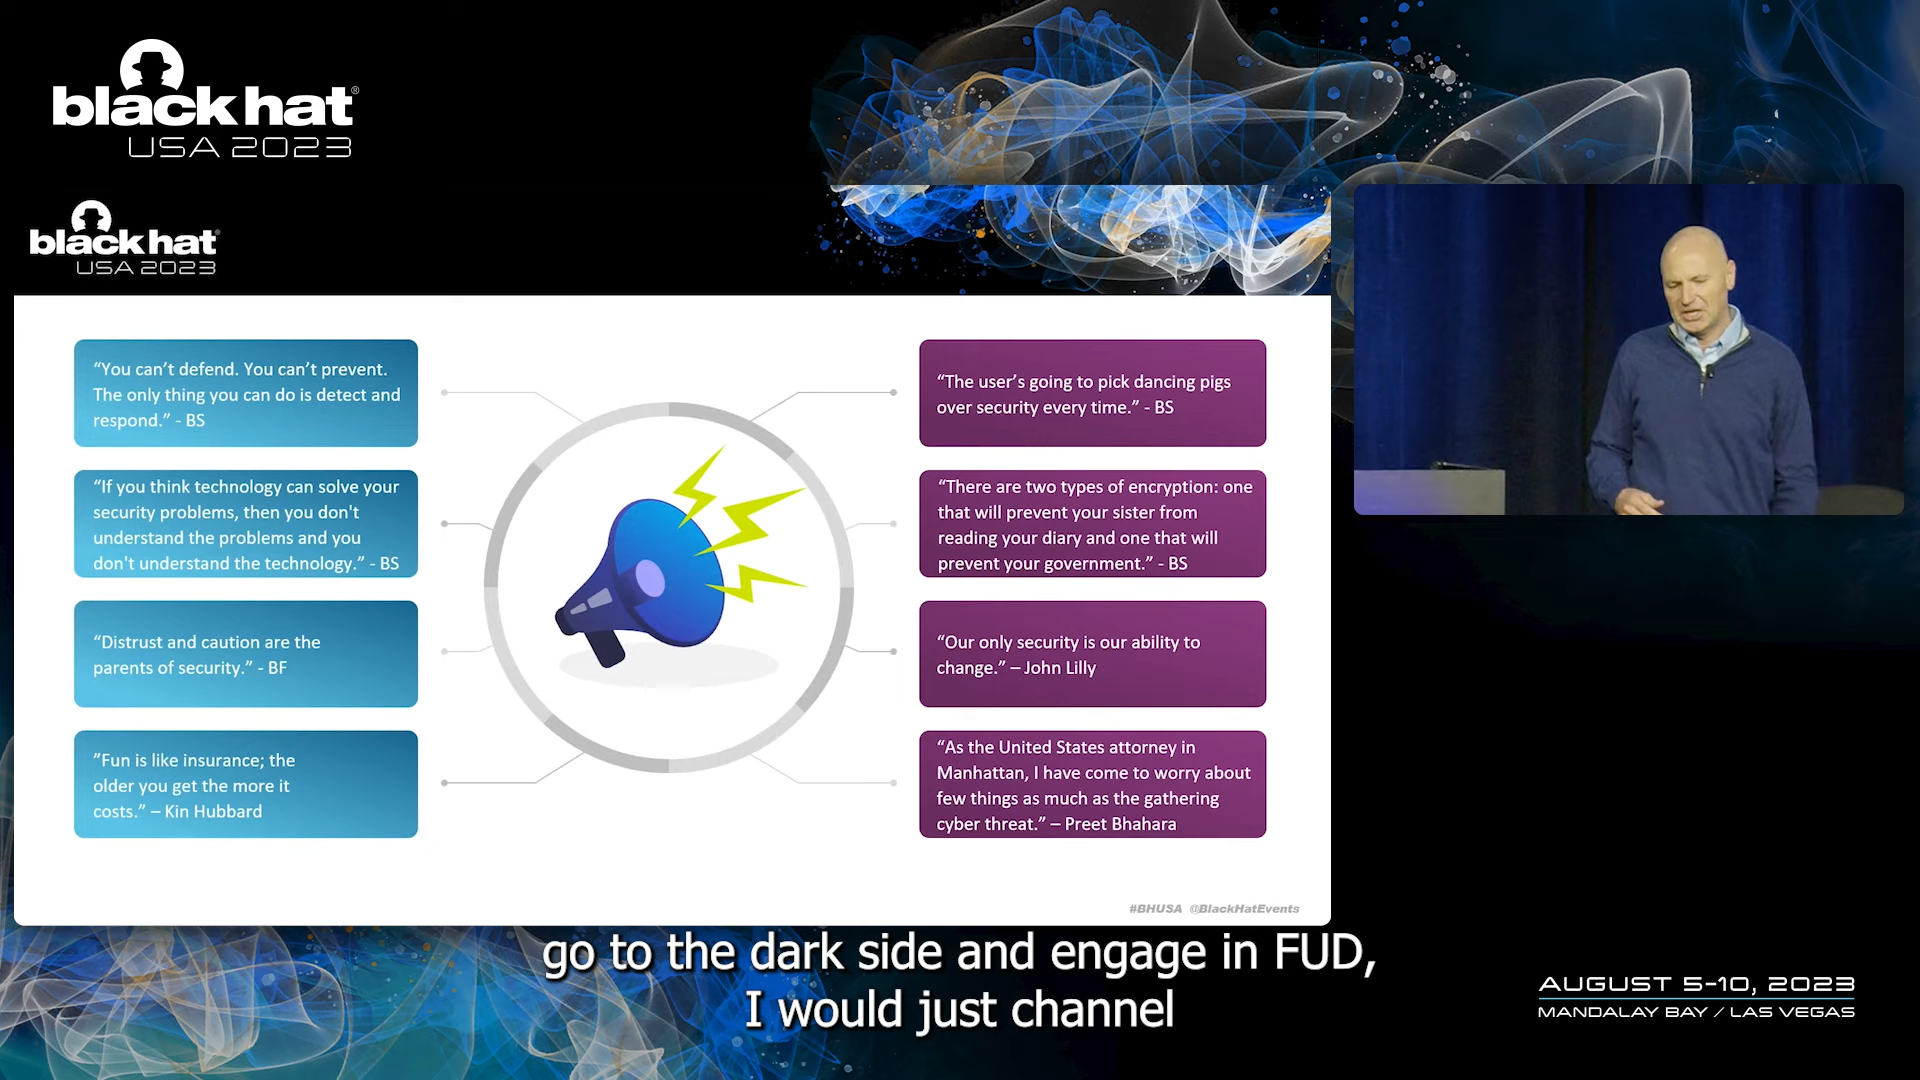 black hat®
USA 2023
black hat
USA 2023
“You can’t defend. You can’t prevent.
The only thing you can do is detect and
respond.” - BS
“If you think technology can solve your
security problems, then you don't
understand the problems and you
don't understand the technology.” - BS
“Distrust and caution are the
parents of security.” - BF
”Fun is like insurance; the
older you get the more it
costs.” – Kin Hubbard
“The user’s going to pick dancing pigs
over security every time.” - BS
“There are two types of encryption: one
that will prevent your sister from
reading your diary and one that will
prevent your government.” - BS
“Our only security is our ability to
change.” – John Lilly
“As the United States attorney in
Manhattan, I have come to worry about
few things as much as the gathering
cyber threat.” – Preet Bhahara
#BHUSA @BlackHatEvents
go to the dark side and engage in FUD,
I would just channel
AUGUST 5-10, 2023
MANDALAY BAY / LAS VEGAS